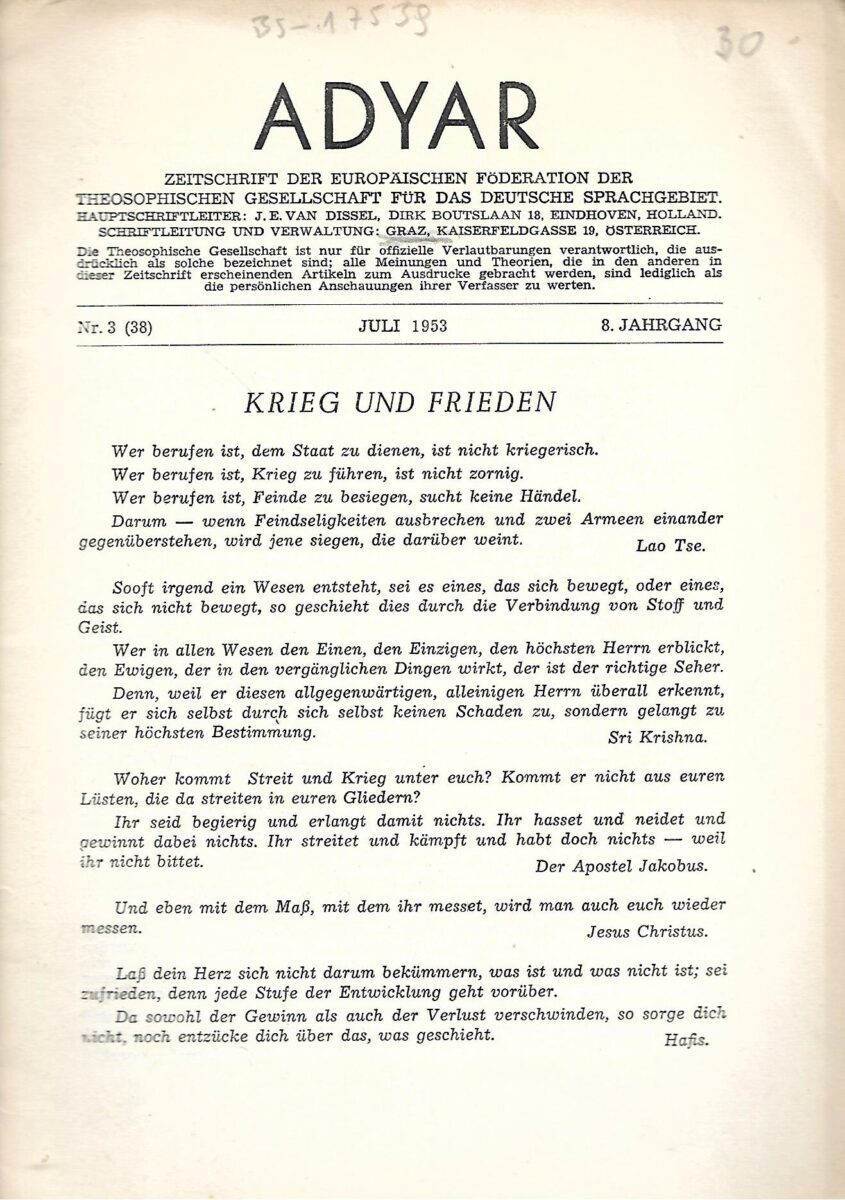 BS-17539
30
ADYAR
ZEITSCHRIFT DER EUROPÄISCHEN FÖDERATION DER
THEOSOPHISCHEN GESELLSCHAFT FÜR DAS DEUTSCHE SPRACHGEBIET.
HAUPTSCHRIFTLEITER: J. E. VAN DISSEL, DIRK BOUTSLAAN 18, EINDHOVEN, HOLLAND.
SCHRIFTLEITUNG UND VERWALTUNG: GRAZ, KAISERFELDGASSE 19, ÖSTERREICH.
Die Theosophische Gesellschaft ist nur für offizielle Verlautbarungen verantwortlich, die aus-
drücklich als solche bezeichnet sind; alle Meinungen und Theorien, die in den anderen in
dieser Zeitschrift erscheinenden Artikeln zum Ausdrucke gebracht werden, sind lediglich als
die persönlichen Anschauungen ihrer Verfasser zu werten.
Nr. 3 (38) JULI 1953 8. JAHRGANG
KRIEG UND FRIEDEN
Wer berufen ist, dem Staat zu dienen, ist nicht kriegerisch.
Wer berufen ist, Krieg zu führen, ist nicht zornig.
Wer berufen ist, Feinde zu besiegen, sucht keine Händel.
Darum — wenn Feindseligkeiten ausbrechen und zwei Armeen einander
gegenüberstehen, wird jene siegen, die darüber weint.
Lao Tse.
Sooft irgend ein Wesen entsteht, sei es eines, das sich bewegt, oder eines,
das sich nicht bewegt, so geschieht dies durch die Verbindung von Stoff und
Geist.
Wer in allen Wesen den Einen, den Einzigen, den höchsten Herrn erblickt,
den Ewigen, der in den vergänglichen Dingen wirkt, der ist der richtige Seher.
Denn, weil er diesen allgegenwärtigen, alleinigen Herrn überall erkennt,
fügt er sich selbst durch sich selbst keinen Schaden zu, sondern gelangt zu
seiner höchsten Bestimmung.
Sri Krishna.
Woher kommt Streit und Krieg unter euch? Kommt er nicht aus euren
Lüsten, die da streiten in euren Gliedern?
Ihr seid begierig und erlangt damit nichts. Ihr hasset und neidet und
gewinnt dabei nichts. Ihr streitet und kämpft und habt doch nichts — weil
ihr nicht bittet.
Der Apostel Jakobus.
Und eben mit dem Maß, mit dem ihr messet, wird man auch euch wieder
messen.
Jesus Christus.
Laß dein Herz sich nicht darum bekümmern, was ist und was nicht ist; sei
zufrieden, denn jede Stufe der Entwicklung geht vorüber.
Da sowohl der Gewinn als auch der Verlust verschwinden, so sorge dich
nicht, noch entzücke dich über das, was geschieht.
Hafis.